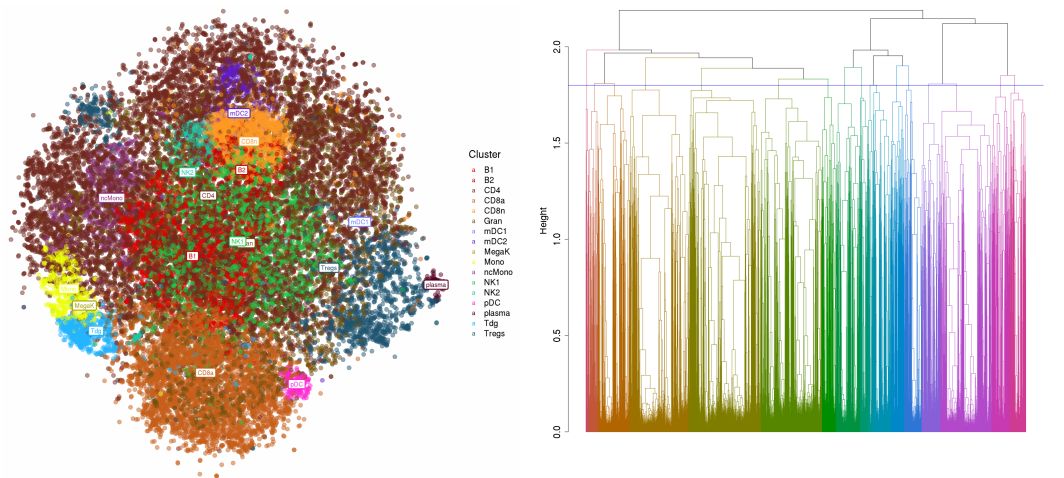 mDC2
CD8n
NK2
B2
CD4
ncMono
mDC1
NK1
an
B1
Tregs
plasma
MegaK
Tdg
CD8a
pDC
Cluster
a B1
a B2
a CD4
a CD8a
a CD8n
a Gran
a mDC1
a mDC2
a MegaK
a Mono
a ncMono
a NK1
a NK2
a pDC
a plasma
a Tdg
a Tregs
Height
2.0
1.5
1.0
0.5
0.0